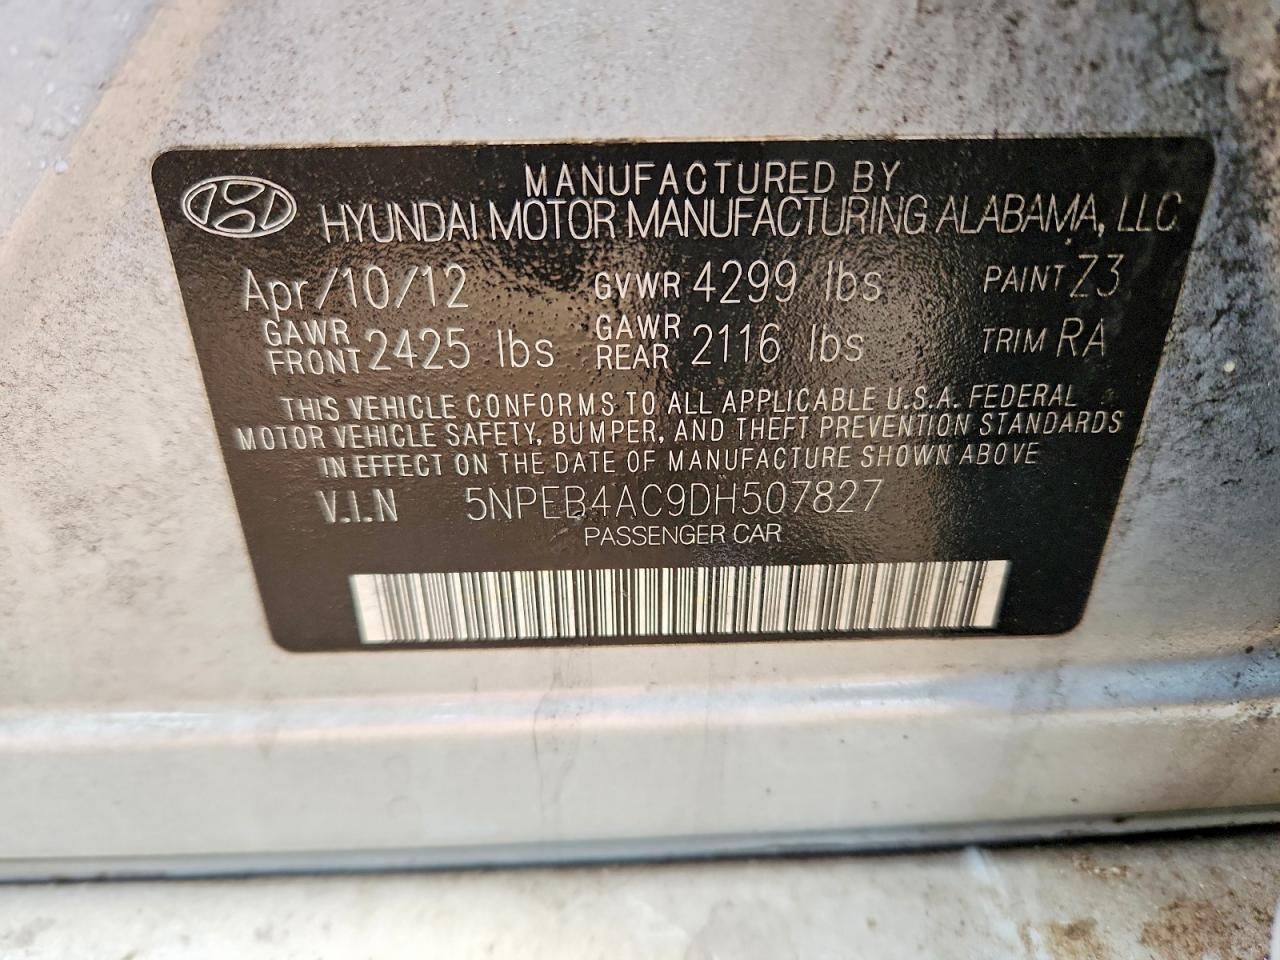 MANUFACTURED BY
HYUNDAI MOTOR MANUFACTURING ALABAMA, LLC
Apr/10/12 GVWR 4299 lbs PAINT Z3
GAWR FRONT 2425 lbs GAWR REAR 2116 lbs TRIM RA
THIS VEHICLE CONFORMS TO ALL APPLICABLE U.S.A. FEDERAL
MOTOR VEHICLE SAFETY, BUMPER, AND THEFT PREVENTION STANDARDS
IN EFFECT ON THE DATE OF MANUFACTURE SHOWN ABOVE
V.I.N 5NPEB4AC9DH507827
PASSENGER CAR